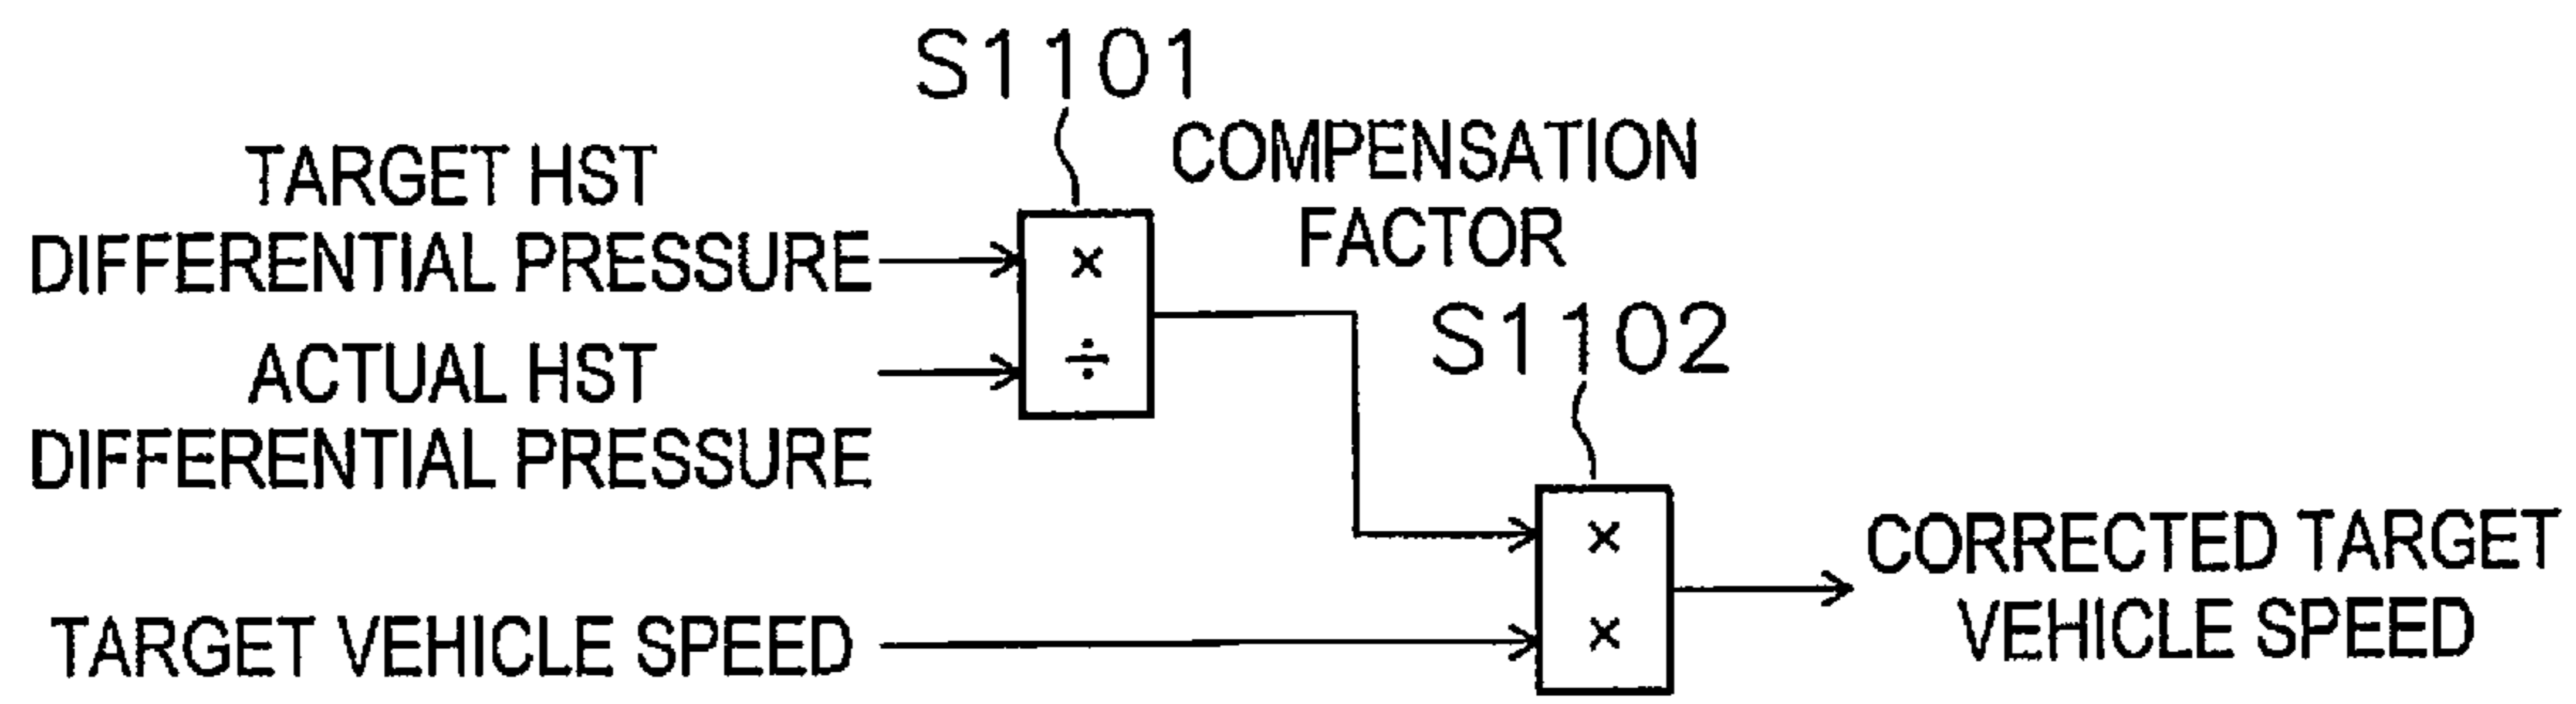 S1101
COMPENSATION
FACTOR
TARGET HST
DIFFERENTIAL PRESSURE
×
÷
ACTUAL HST
DIFFERENTIAL PRESSURE
S1102
×
×
TARGET VEHICLE SPEED
CORRECTED TARGET
VEHICLE SPEED